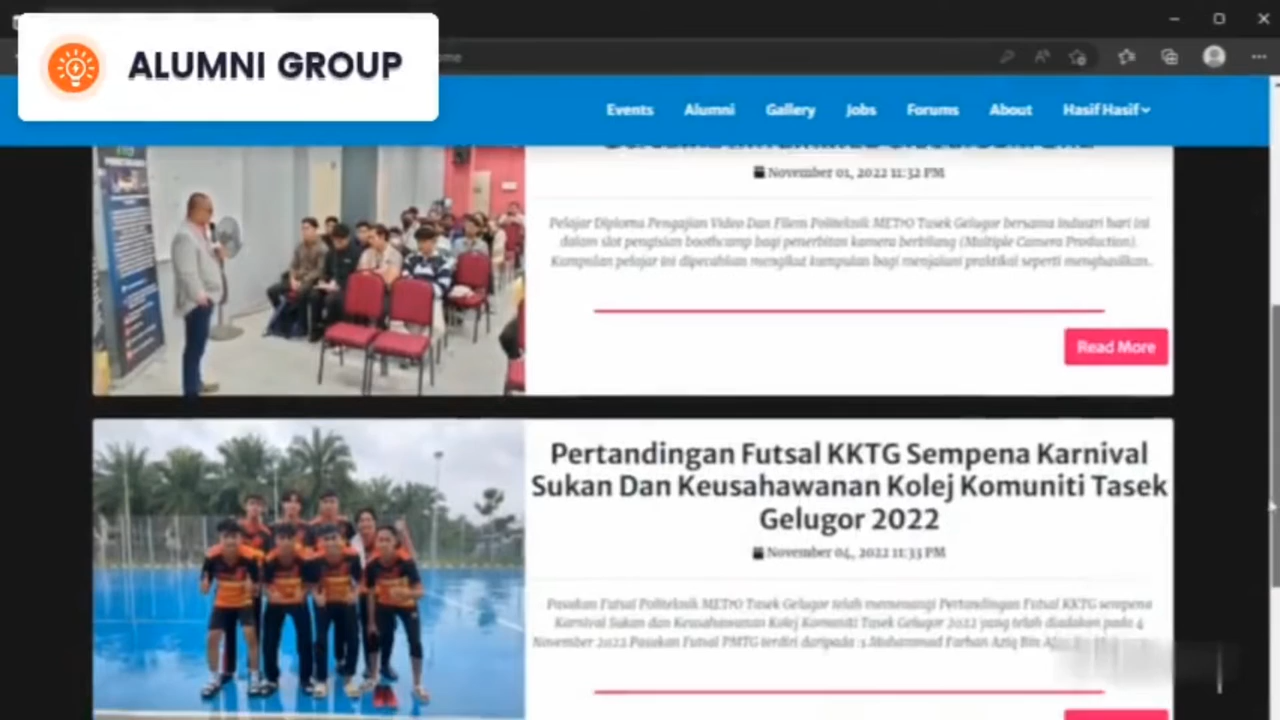 ALUMNI GROUP
Events Alumni Gallery Jobs Forums About Hasif Hasif
November 01, 2022 11:32 PM
Pelajar Diploma Pengajian Video Dan Filem Politeknik METrO Tasek Gelugor bersama industri hari ini
dalam slot pengisian boothcamp bagi penerbitan kamera berbilang (Multiple Camera Production).
Kumpulan pelajar ini dipecahkan mengikut kumpulan bagi menjalani praktikal seperti menghasilkan..
Read More
Pertandingan Futsal KKTG Sempena Karnival
Sukan Dan Keusahawanan Kolej Komuniti Tasek
Gelugor 2022
November 04, 2022 11:33 PM
Pasukan Futsal Politeknik METrO Tasek Gelugor telah memenangi Pertandingan Futsal KKTG sempena
Karnival Sukan dan Keusahawanan Kolej Komuniti Tasek Gelugor 2022 yang telah diadakan pada 4
November 2022 Pasukan Futsal PMTG terdiri daripada :1.Muhammad Farhan Aziq Bin